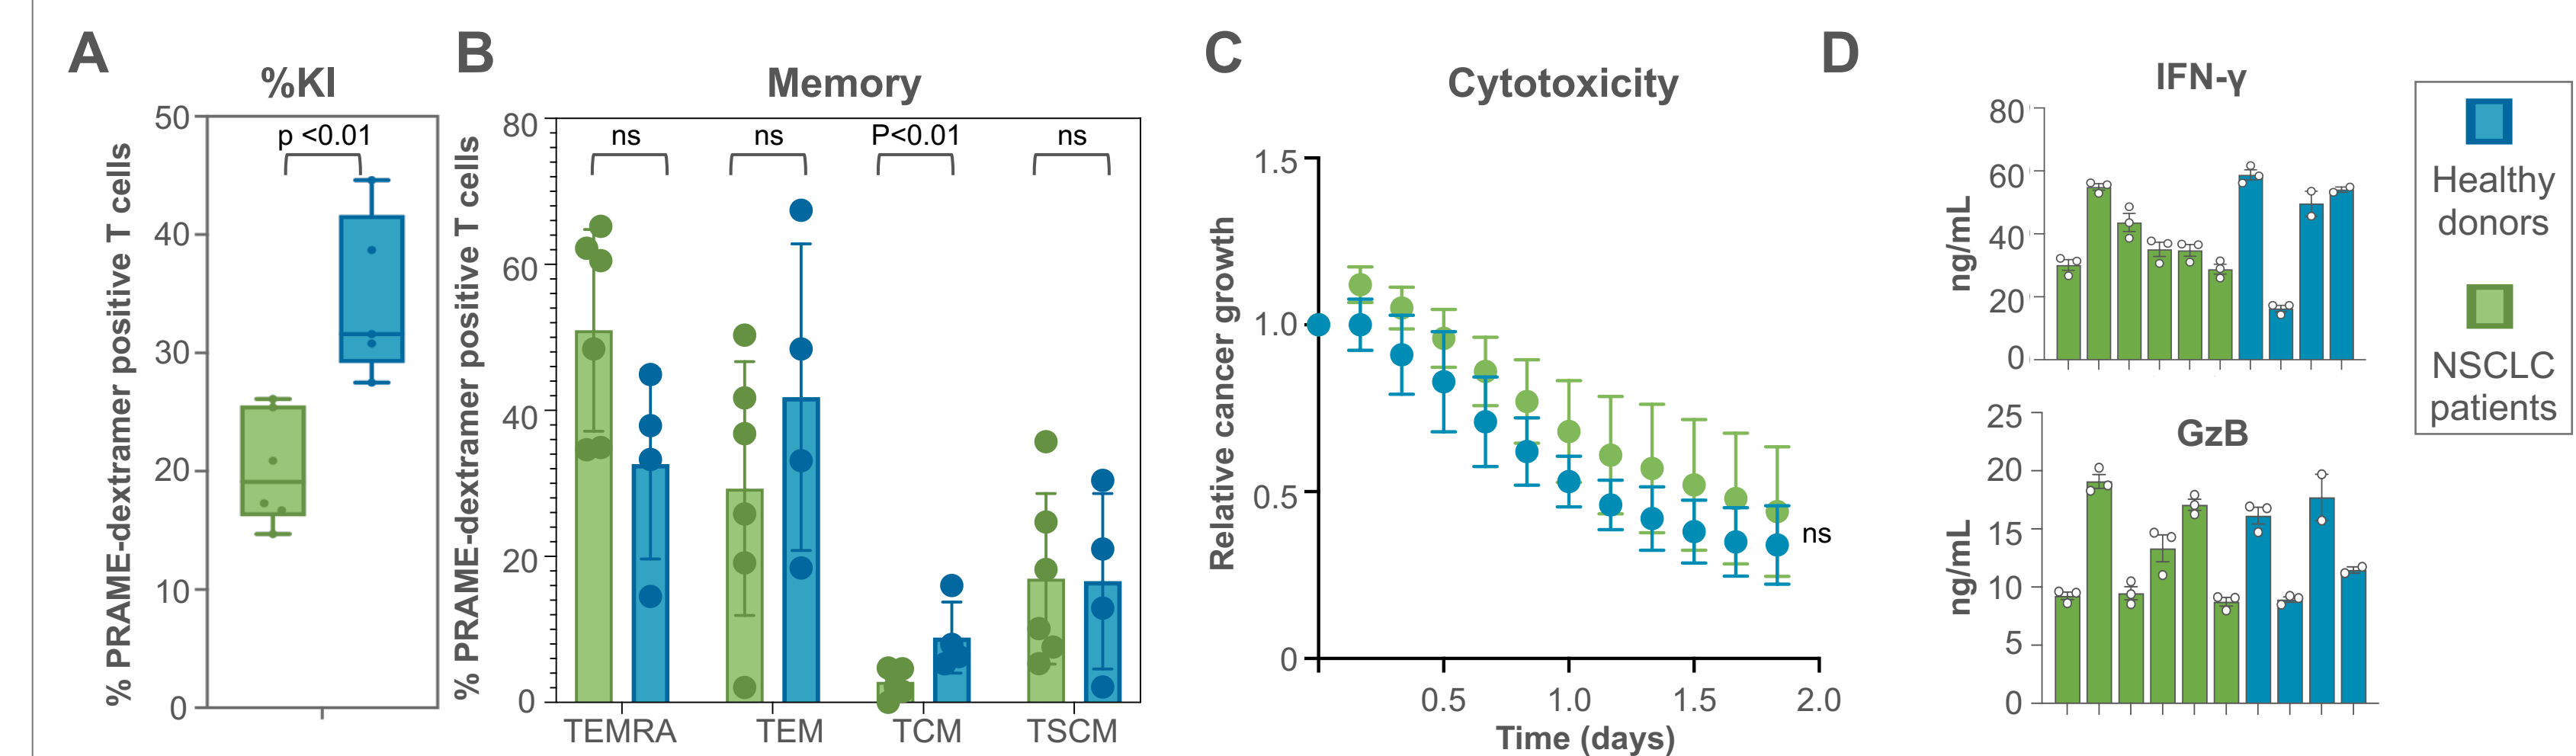 A
%KI
% PRAME-dextramer positive T cells
50
40
30
20
10
0
p <0.01
B
Memory
% PRAME-dextramer positive T cells
80
60
40
20
0
ns
ns
P<0.01
ns
TEMRA
TEM
TCM
TSCM
C
Cytotoxicity
Relative cancer growth
1.5
1.0
0.5
0
0.5
1.0
1.5
2.0
Time (days)
ns
D
IFN-γ
ng/mL
80
60
40
20
0
GzB
ng/mL
25
20
15
10
5
0
Healthy
donors
NSCLC
patients